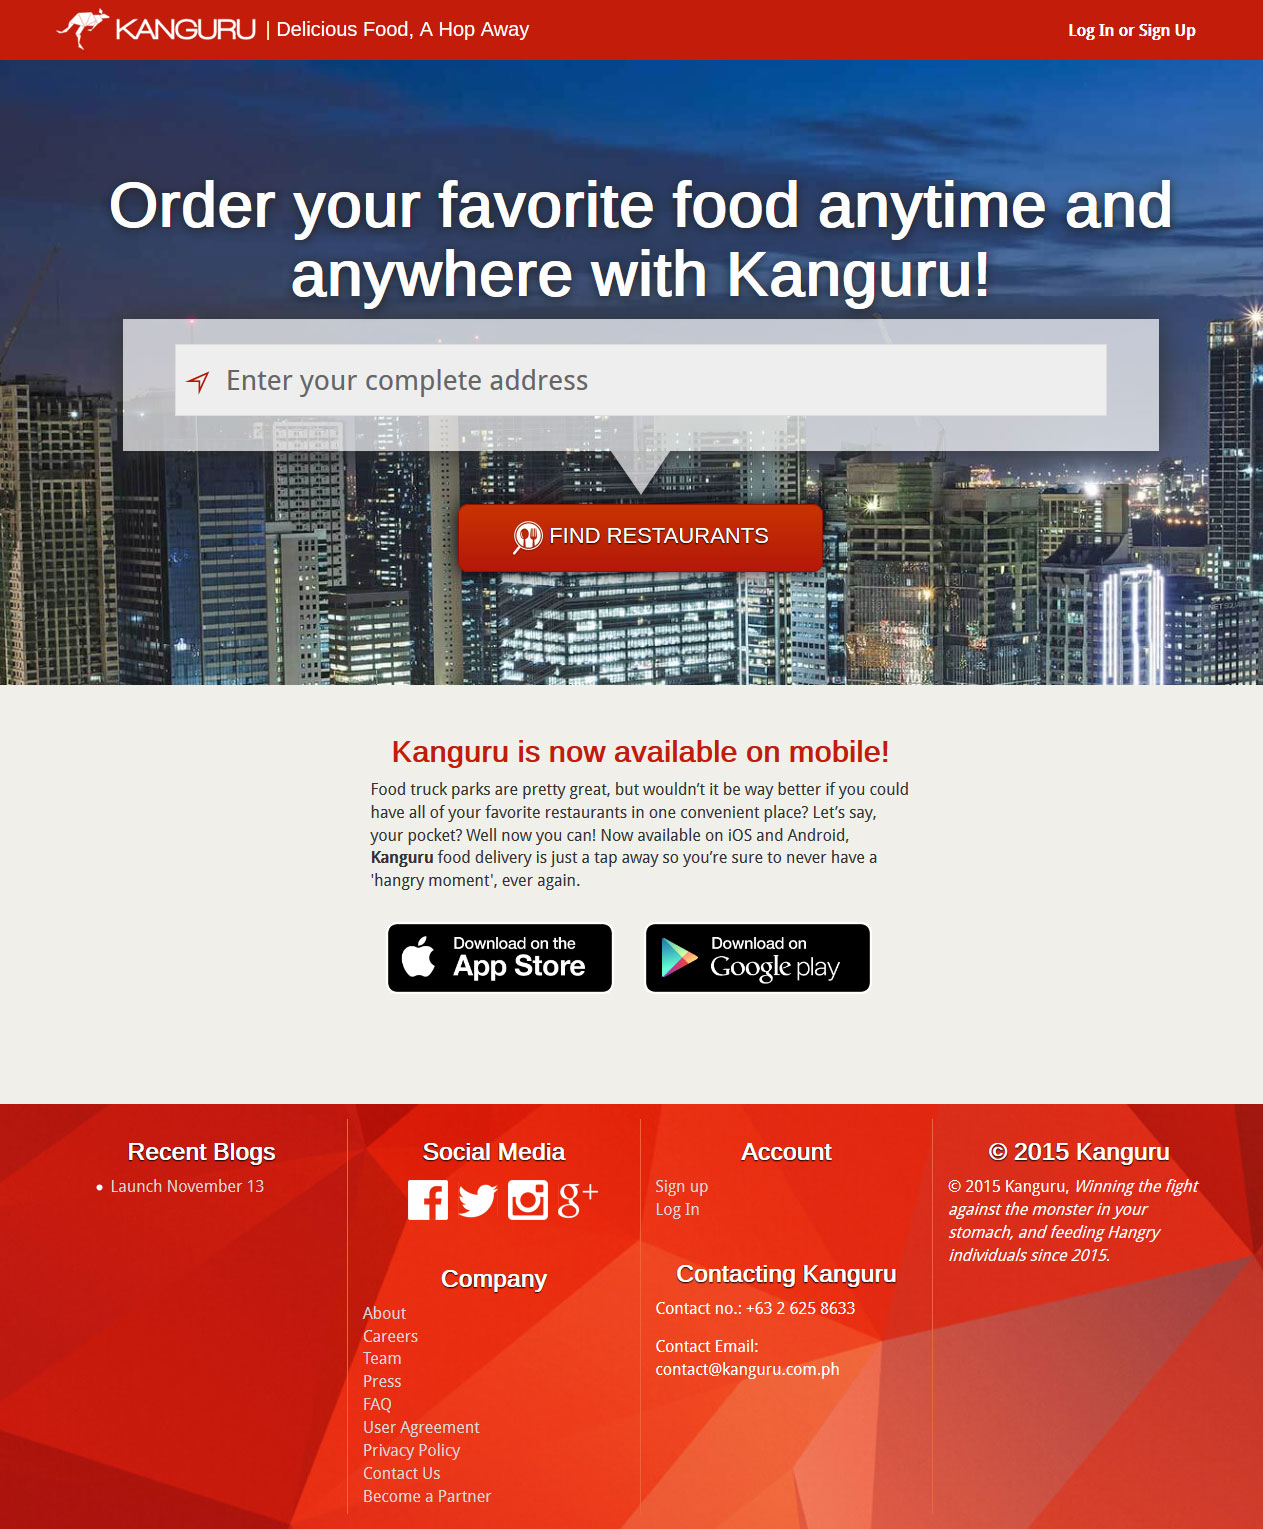 KANGURU | Delicious Food, A Hop Away
Log In or Sign Up
Order your favorite food anytime and
anywhere with Kanguru!
Enter your complete address
FIND RESTAURANTS
Kanguru is now available on mobile!
Food truck parks are pretty great, but wouldn’t it be way better if you could
have all of your favorite restaurants in one convenient place? Let’s say,
your pocket? Well now you can! Now available on iOS and Android,
Kanguru food delivery is just a tap away so you’re sure to never have a
'hangry moment', ever again.
Download on the
App Store
Download on
Google play
Recent Blogs
Launch November 13
Social Media
g+
Company
About
Careers
Team
Press
FAQ
User Agreement
Privacy Policy
Contact Us
Become a Partner
Account
Sign up
Log In
Contacting Kanguru
Contact no.: +63 2 625 8633
Contact Email:
contact@kanguru.com.ph
© 2015 Kanguru
© 2015 Kanguru, Winning the fight
against the monster in your
stomach, and feeding Hangry
individuals since 2015.